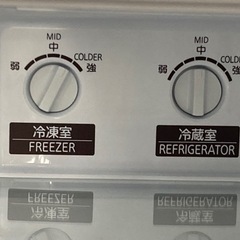 MID
中
COLDER
弱
強
冷凍室
FREEZER
MID
中
COLDER
弱
強
冷蔵室
REFRIGERATOR